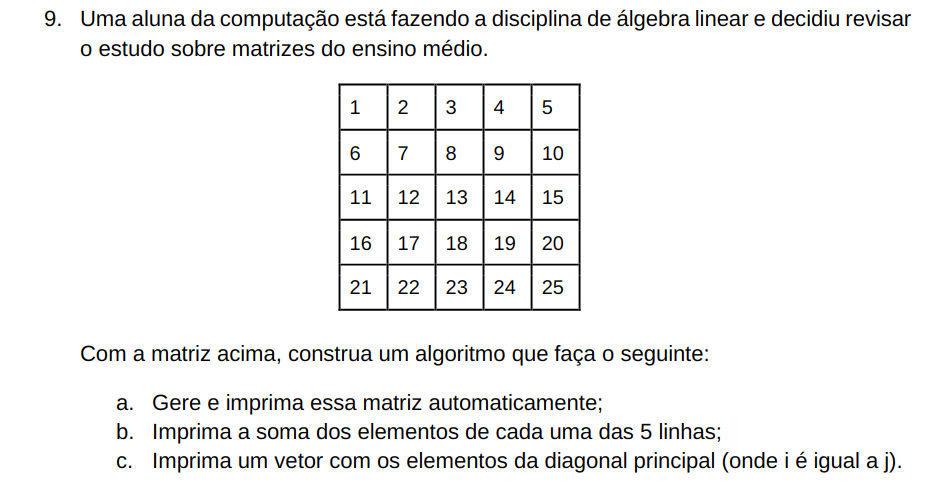 9. Uma aluna da computação está fazendo a disciplina de álgebra linear e decidiu revisar
o estudo sobre matrizes do ensino médio.
1 2 3 4 5
6 7 8 9 10
11 12 13 14 15
16 17 18 19 20
21 22 23 24 25
Com a matriz acima, construa um algoritmo que faça o seguinte:
a. Gere e imprima essa matriz automaticamente;
b. Imprima a soma dos elementos de cada uma das 5 linhas;
c. Imprima um vetor com os elementos da diagonal principal (onde i é igual a j).